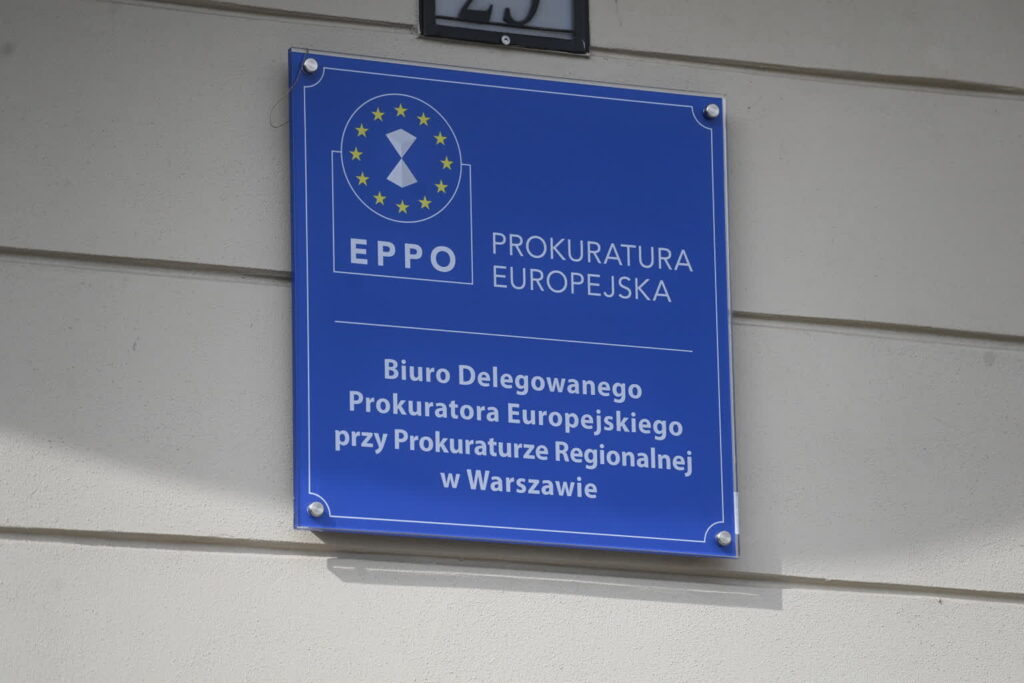 EPPO
PROKURATURA
EUROPEJSKA
Biuro Delegowanego
Prokuratora Europejskiego
przy Prokuraturze Regionalnej
w Warszawie